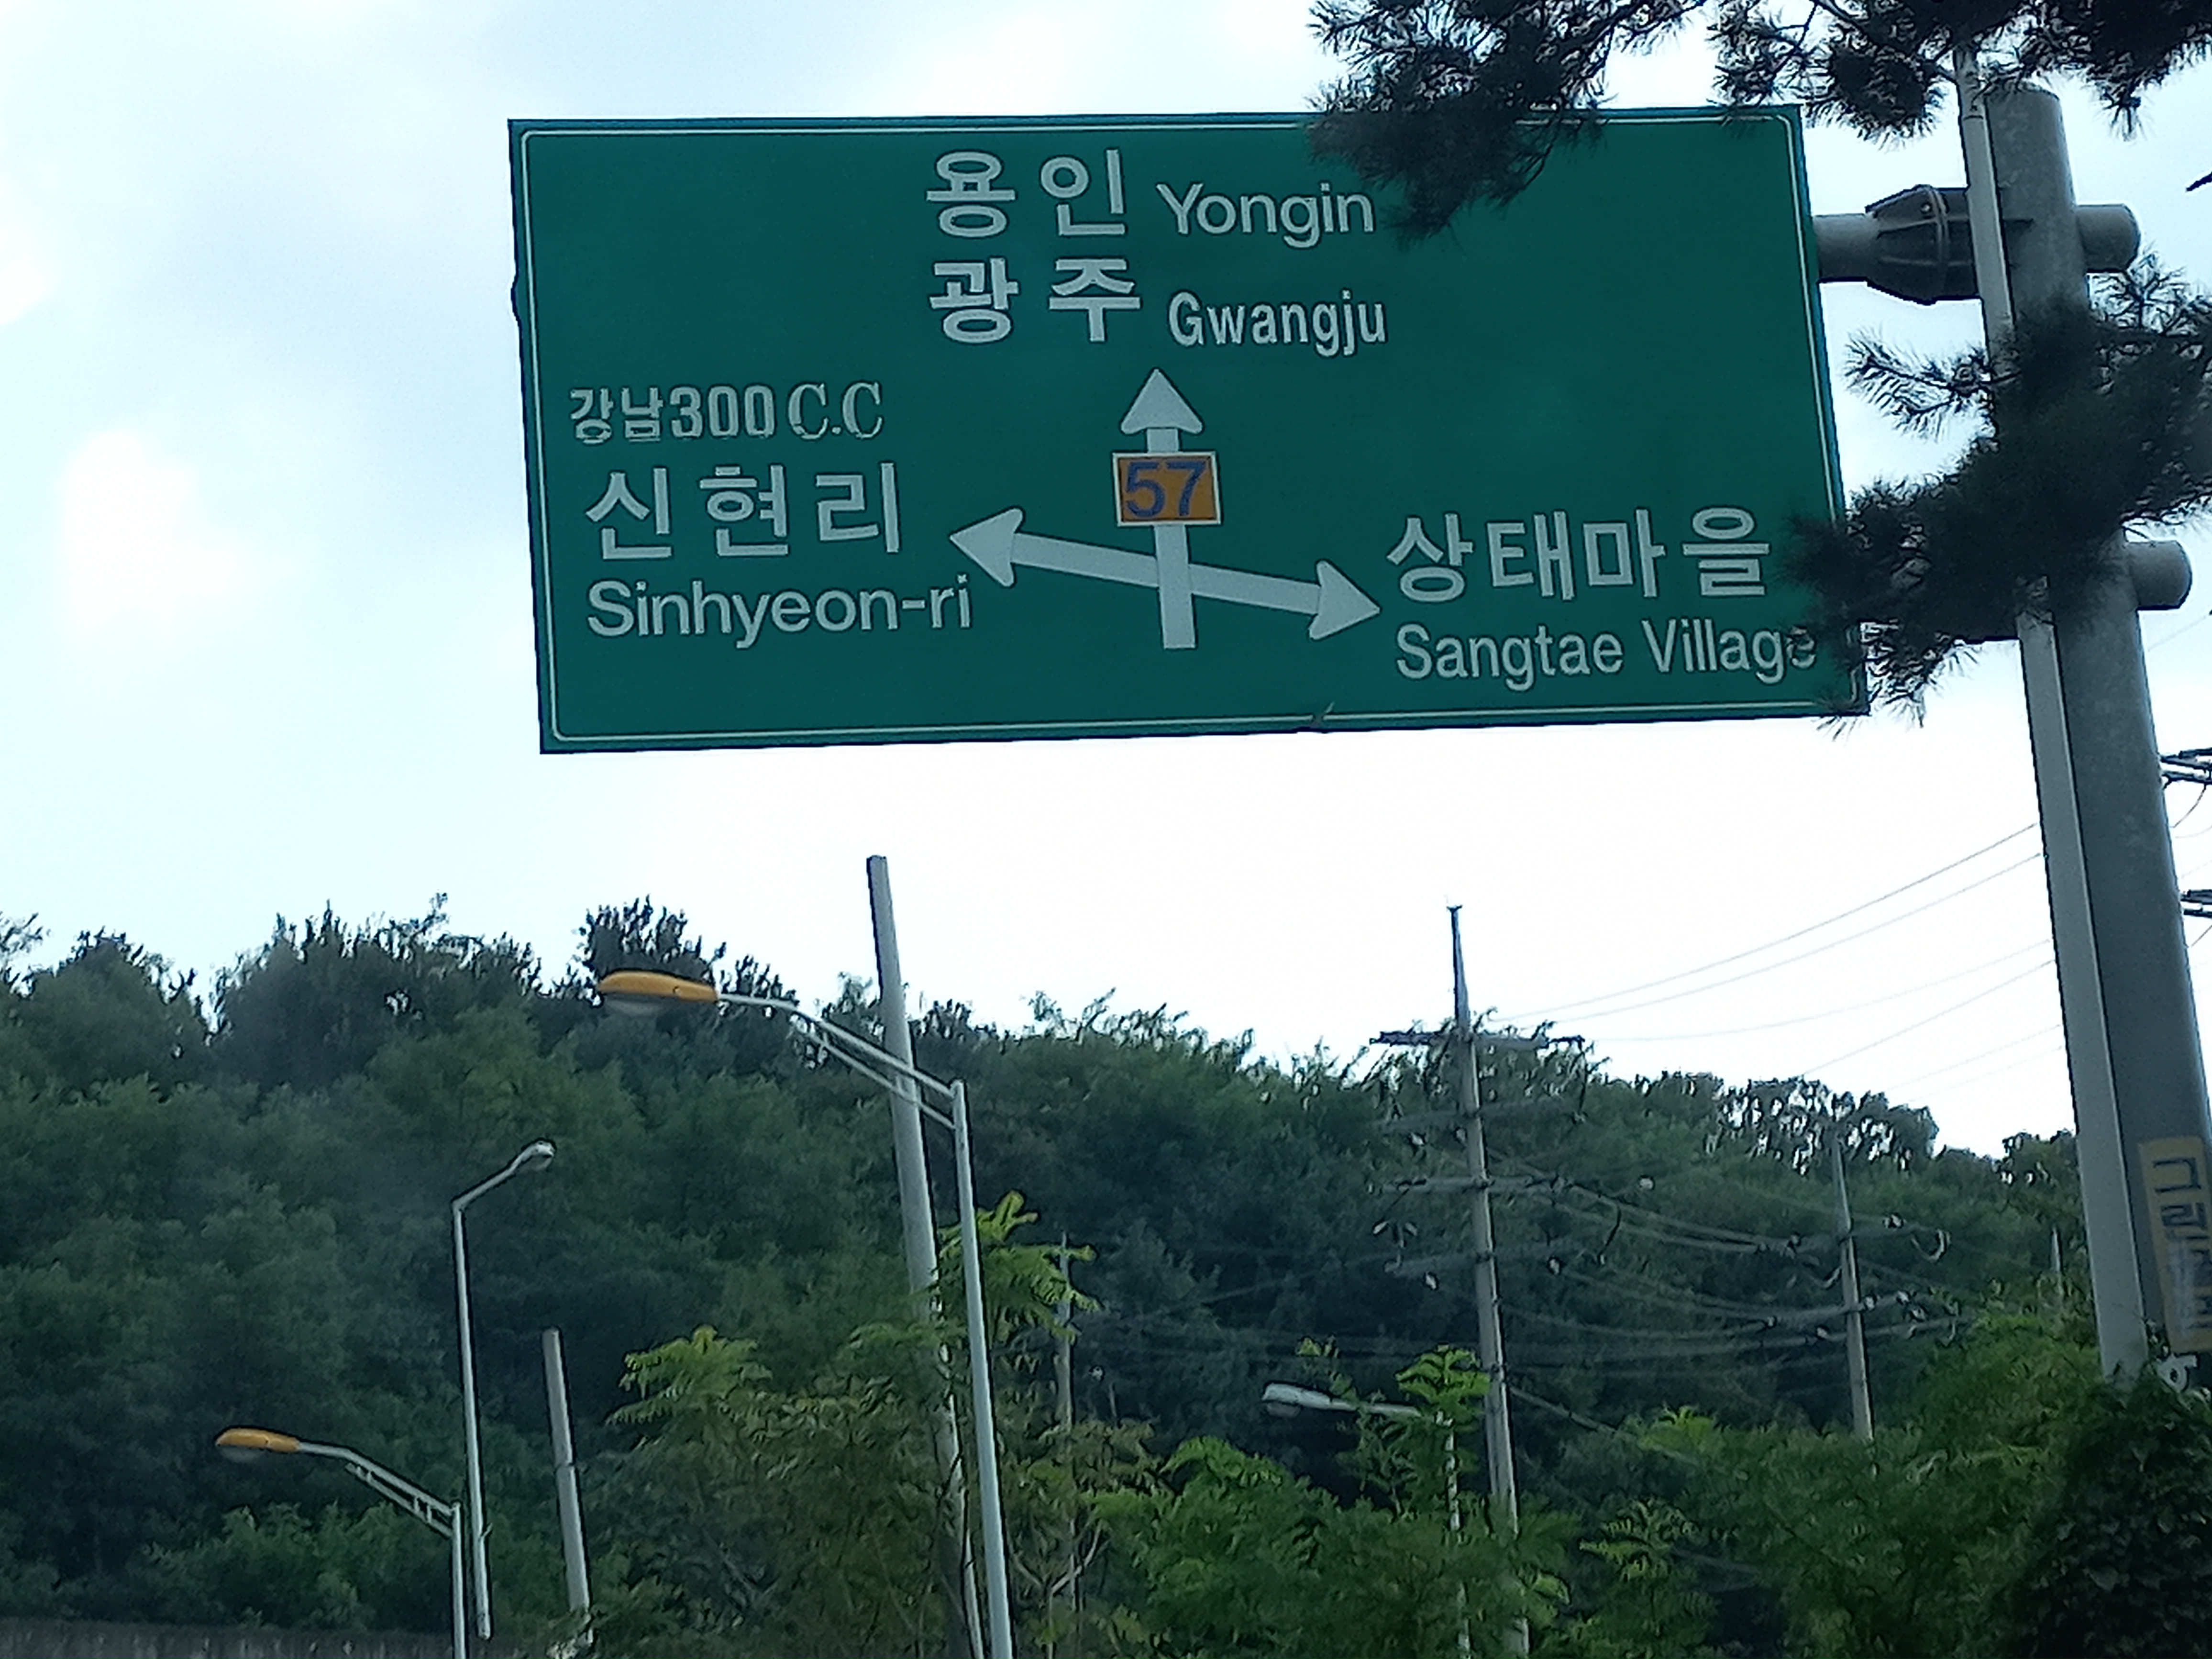 용인 Yongin
광주 Gwangju
강남300 C.C
신현리
Sinhyeon-ri
57
상태마을
Sangtae Village